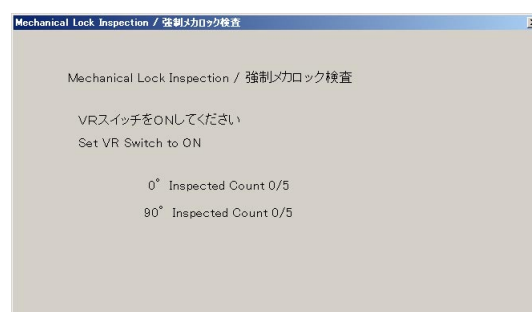 Mechanical Lock Inspection / 強制メカロック検査
Mechanical Lock Inspection / 強制メカロック検査
VRスイッチをONしてください
Set VR Switch to ON
0° Inspected Count 0/5
90° Inspected Count 0/5